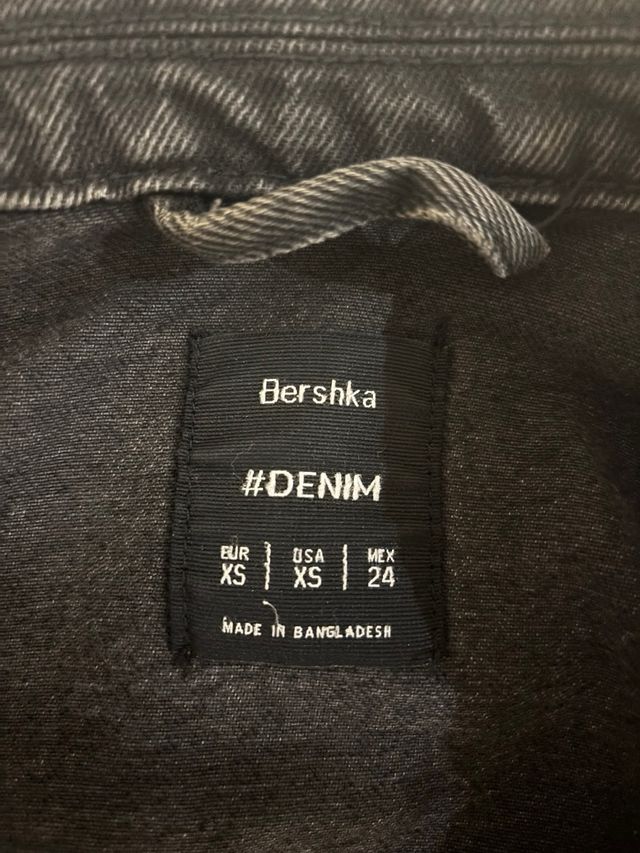 Bershka
#DENIM
EUR | USA | MEX
XS | XS | 24
MADE IN BANGLADESH